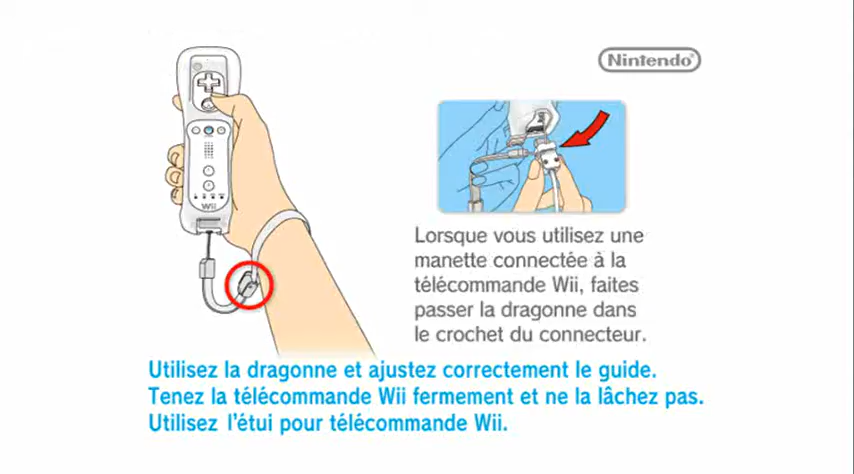 Nintendo®
Wii
Lorsque vous utilisez une
manette connectée à la
télécommande Wii, faites
passer la dragonne dans
le crochet du connecteur.
Utilisez la dragonne et ajustez correctement le guide.
Tenez la télécommande Wii fermement et ne la lâchez pas.
Utilisez l'étui pour télécommande Wii.